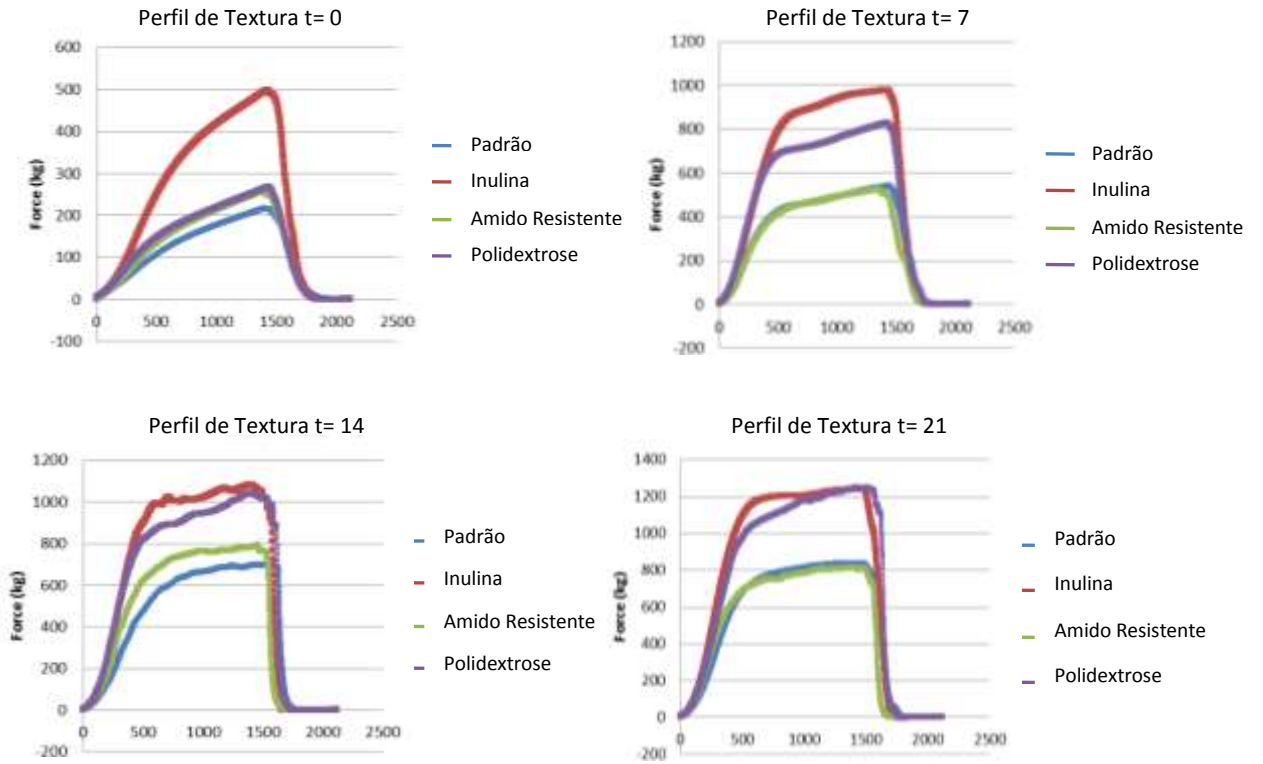 Perfil de Textura t= 0
600
500
400
300
200
100
0
-100
Force (kg)
0 500 1000 1500 2000 2500
Padrão
Inulina
Amido Resistente
Polidextrose
Perfil de Textura t= 7
1200
1000
800
600
400
200
0
-200
Force (kg)
0 500 1000 1500 2000 2500
Padrão
Inulina
Amido Resistente
Polidextrose
Perfil de Textura t= 14
1200
1000
800
600
400
200
0
-200
Force (kg)
0 500 1000 1500 2000 2500
Padrão
Inulina
Amido Resistente
Polidextrose
Perfil de Textura t= 21
1400
1200
1000
800
600
400
200
0
-200
Force (kg)
0 500 1000 1500 2000 2500
Padrão
Inulina
Amido Resistente
Polidextrose